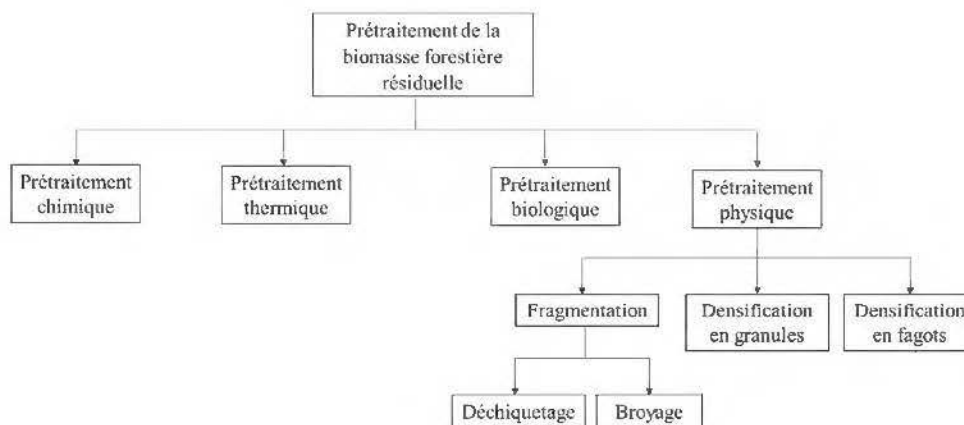 Prétraitement de la
biomasse forestière
résiduelle
Prétraitement
chimique
Prétraitement
thermique
Prétraitement
biologique
Prétraitement
physique
Fragmentation
Densification
en granules
Densification
en fagots
Déchiquetage
Broyage